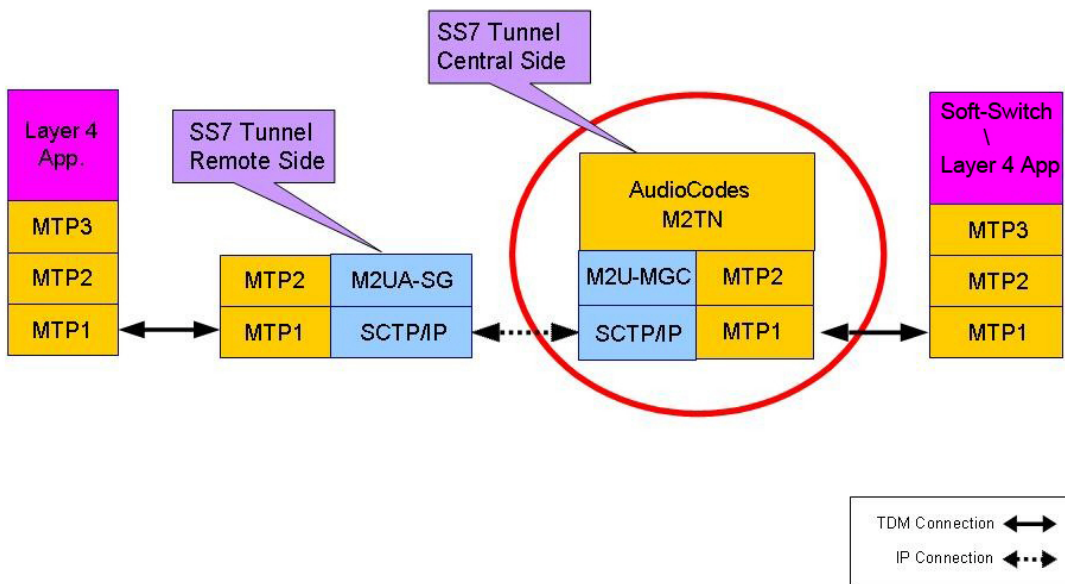 SS7 Tunnel
Central Side
SS7 Tunnel
Remote Side
Layer 4
App.
MTP3
MTP2
MTP1
MTP2
M2UA-SG
MTP1
SCTP/IP
AudioCodes
M2TN
M2U-MGC
MTP2
SCTP/IP
MTP1
Soft-Switch
\
Layer 4 App
MTP3
MTP2
MTP1
TDM Connection
IP Connection